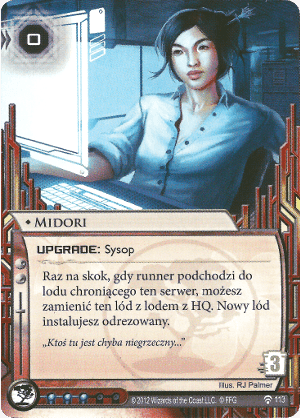 ◆ MIDORI
UPGRADE: Sysop
Raz na skok, gdy runner podchodzi do
lodu chroniącego ten serwer, możesz
zamienić ten lód z lodem z HQ. Nowy lód
instalujesz odrezowany.
„Ktoś tu jest chyba niegrzeczny...”
3
Illus. RJ Palmer
© 2012 Wizards of the Coast LLC. © FFG 113